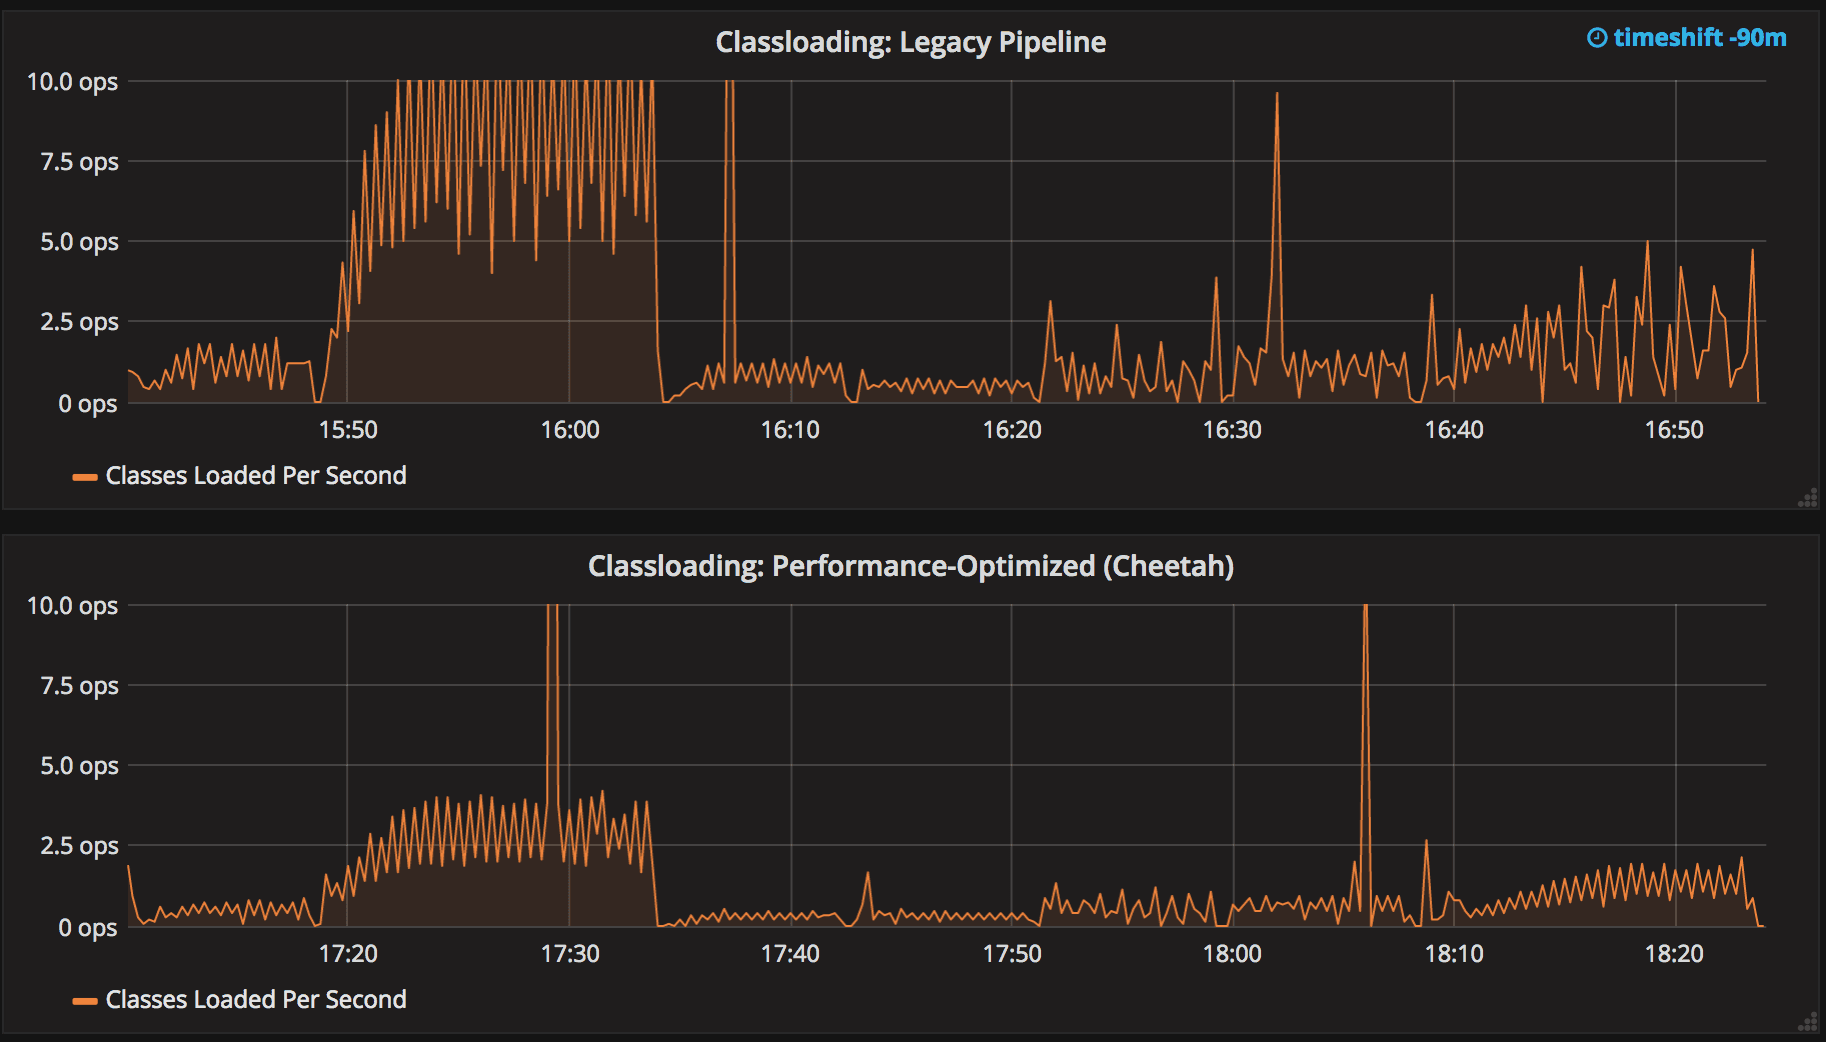 Classloading: Legacy Pipeline
timeshift -90m
10.0 ops
7.5 ops
5.0 ops
2.5 ops
0 ops
15:50 16:00 16:10 16:20 16:30 16:40 16:50
Classes Loaded Per Second
Classloading: Performance-Optimized (Cheetah)
10.0 ops
7.5 ops
5.0 ops
2.5 ops
0 ops
17:20 17:30 17:40 17:50 18:00 18:10 18:20
Classes Loaded Per Second